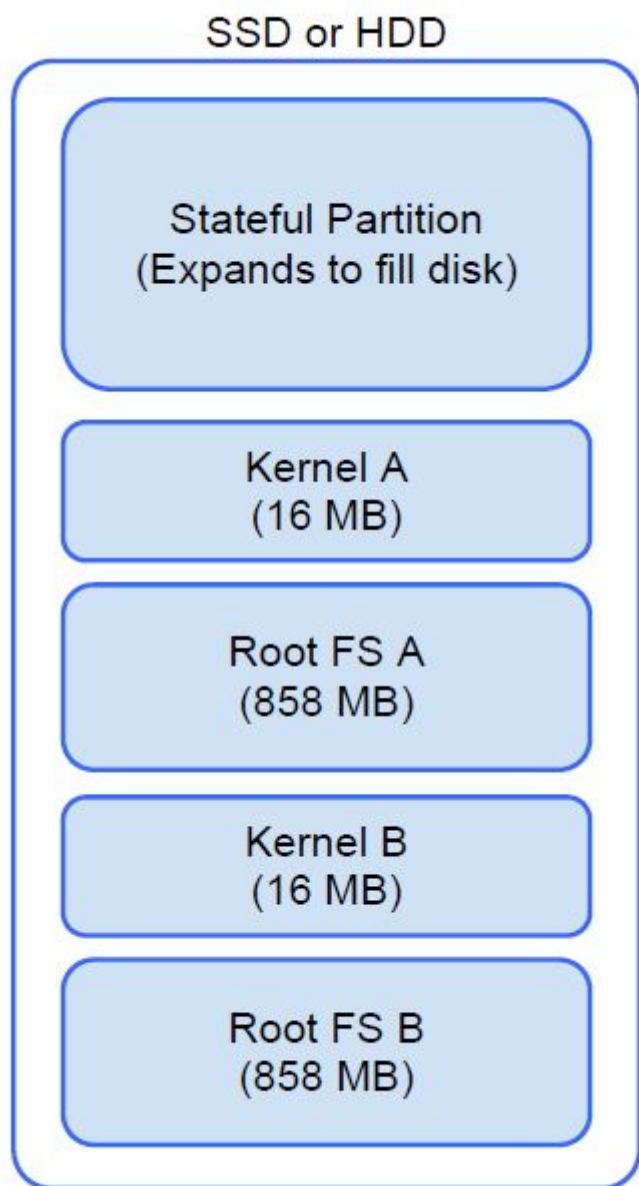 SSD or HDD
Stateful Partition
(Expands to fill disk)
Kernel A
(16 MB)
Root FS A
(858 MB)
Kernel B
(16 MB)
Root FS B
(858 MB)